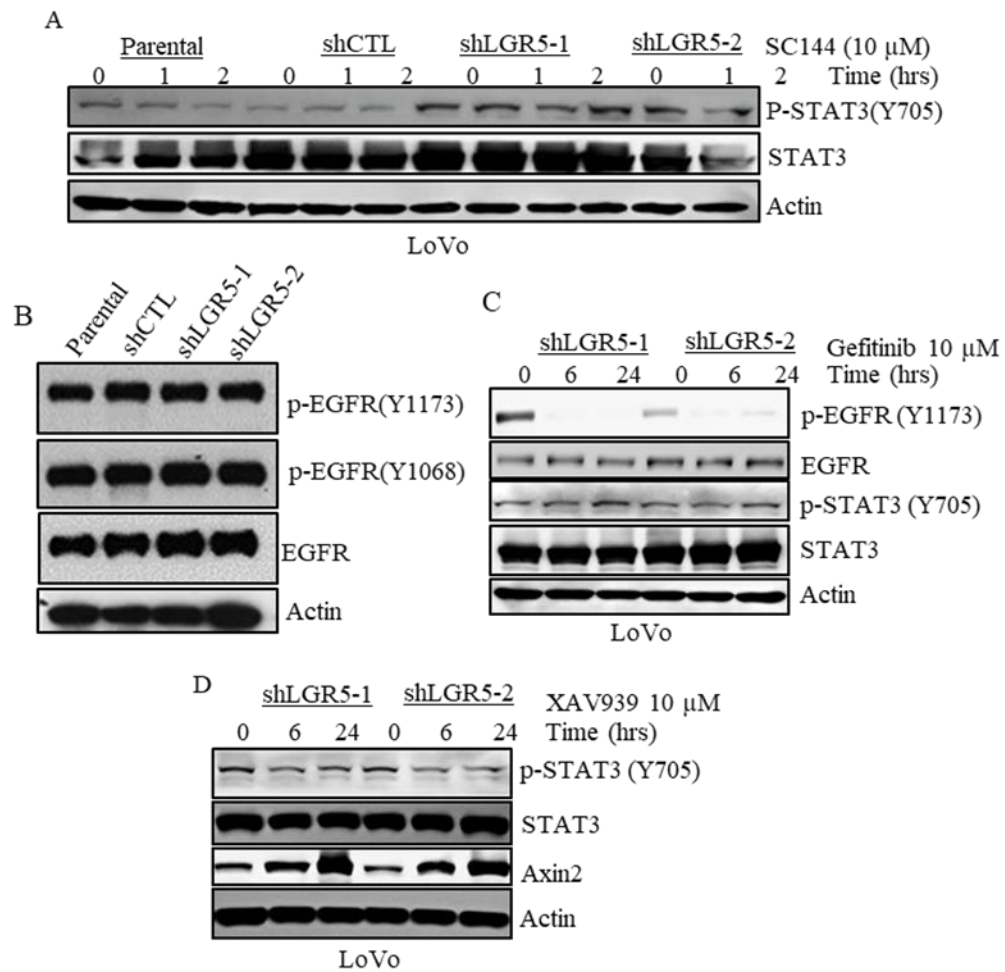 A
Parental shCTL shLGR5-1 shLGR5-2 SC144 (10 µM)
0 1 2 0 1 2 0 1 2 0 1 2 Time (hrs)
P-STAT3(Y705)
STAT3
Actin
LoVo
B
Parental shCTL shLGR5-1 shLGR5-2
p-EGFR(Y1173)
p-EGFR(Y1068)
EGFR
Actin
C
shLGR5-1 shLGR5-2 Gefitinib 10 µM
0 6 24 0 6 24 Time (hrs)
p-EGFR (Y1173)
EGFR
p-STAT3 (Y705)
STAT3
Actin
LoVo
D
shLGR5-1 shLGR5-2 XAV939 10 µM
0 6 24 0 6 24 Time (hrs)
p-STAT3 (Y705)
STAT3
Axin2
Actin
LoVo